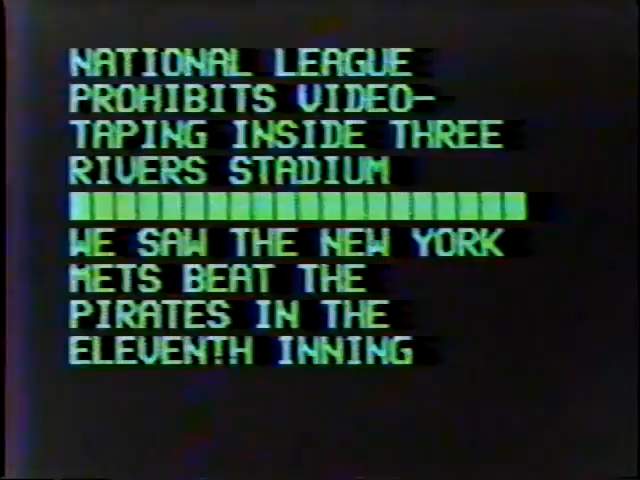 NATIONAL LEAGUE
PROHIBITS VIDEO-
TAPING INSIDE THREE
RIVERS STADIUM
WE SAW THE NEW YORK
METS BEAT THE
PIRATES IN THE
ELEVENTH INNING